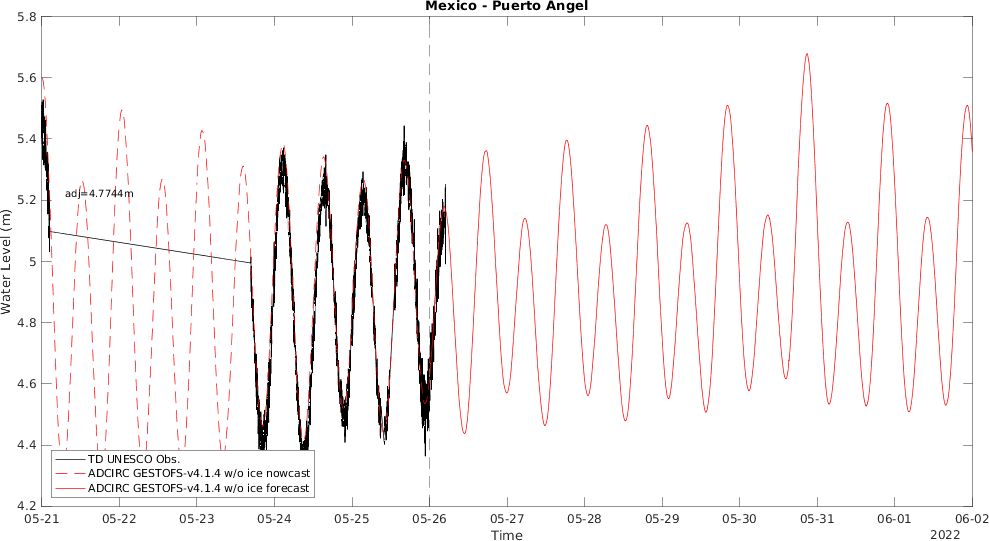 Mexico - Puerto Angel
5.8
5.6
5.4
5.2
5
4.8
4.6
4.4
4.2
Water Level (m)
adj=4.7744m
TD UNESCO Obs.
ADCIRC GESTOFS-v4.1.4 w/o ice nowcast
ADCIRC GESTOFS-v4.1.4 w/o ice forecast
05-21 05-22 05-23 05-24 05-25 05-26 05-27 05-28 05-29 05-30 05-31 06-01 06-02
Time
2022